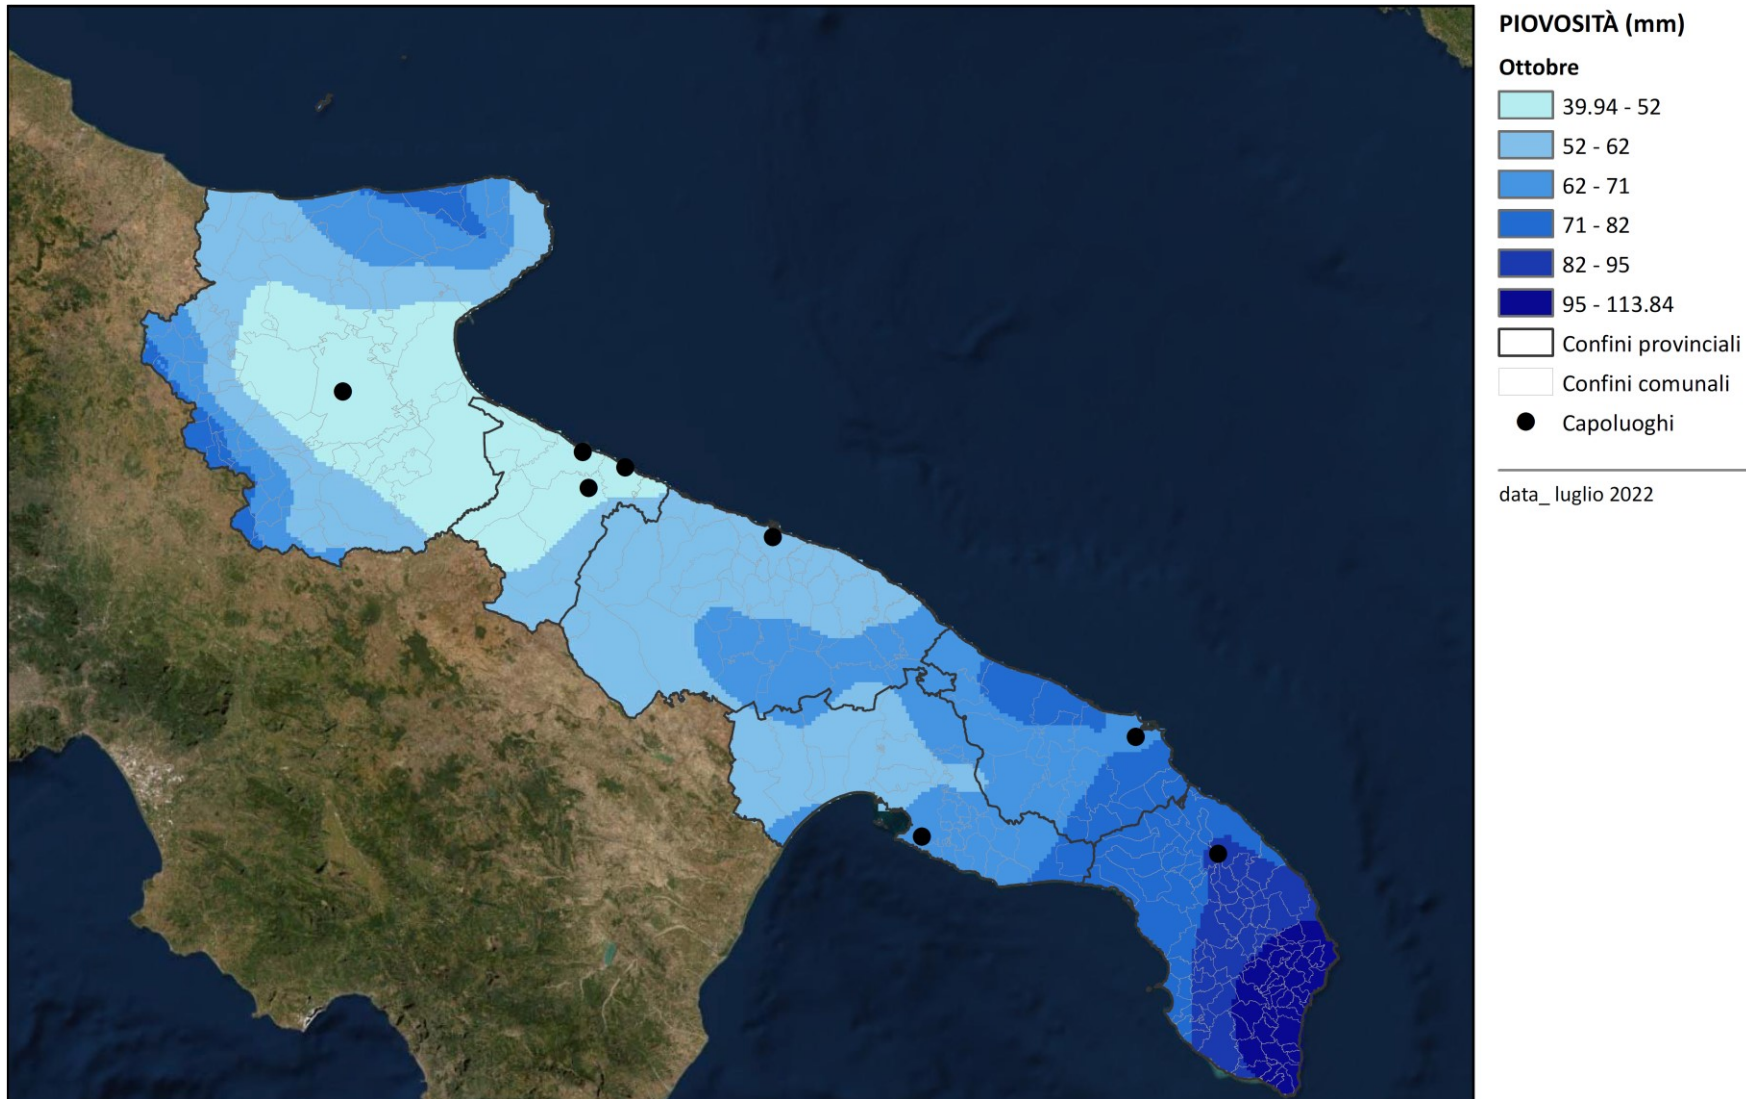 PIOVOSITÀ (mm)
Ottobre
39.94 - 52
52 - 62
62 - 71
71 - 82
82 - 95
95 - 113.84
Confini provinciali
Confini comunali
Capoluoghi
data_ luglio 2022